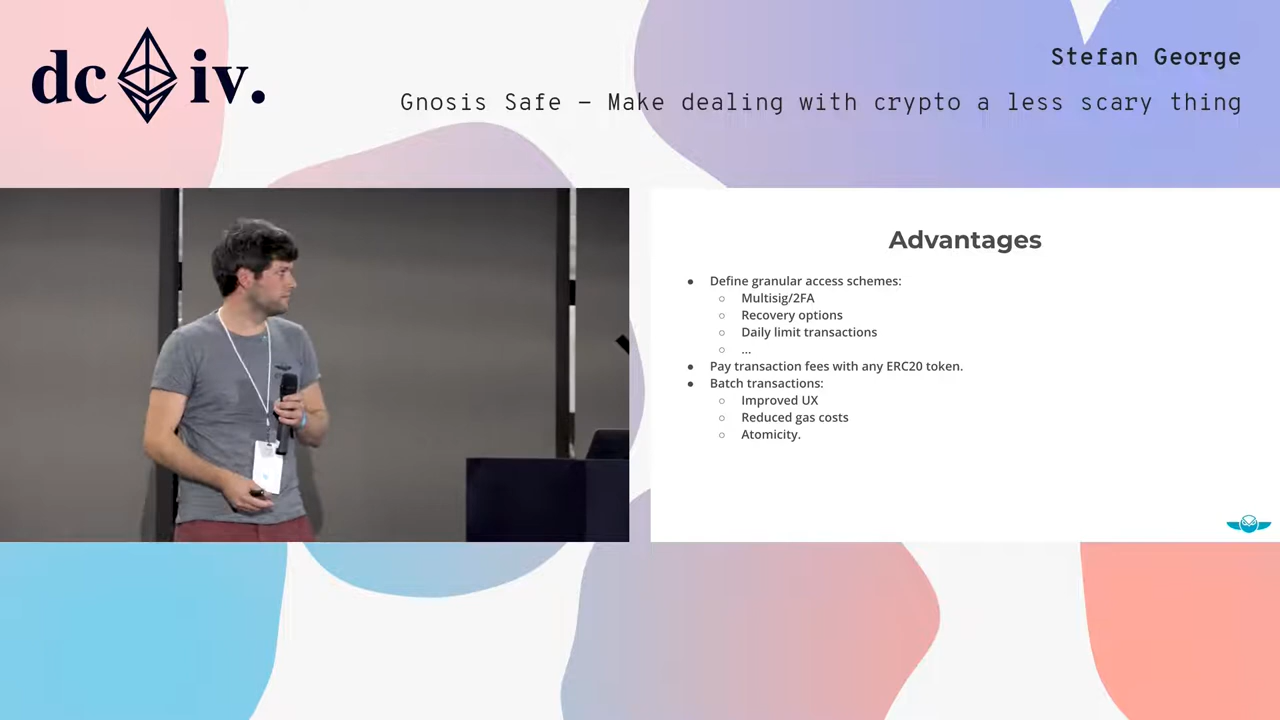 dc iv.
Stefan George
Gnosis Safe – Make dealing with crypto a less scary thing
Advantages
● Define granular access schemes:
○ Multisig/2FA
○ Recovery options
○ Daily limit transactions
○ ...
● Pay transaction fees with any ERC20 token.
● Batch transactions:
○ Improved UX
○ Reduced gas costs
○ Atomicity.